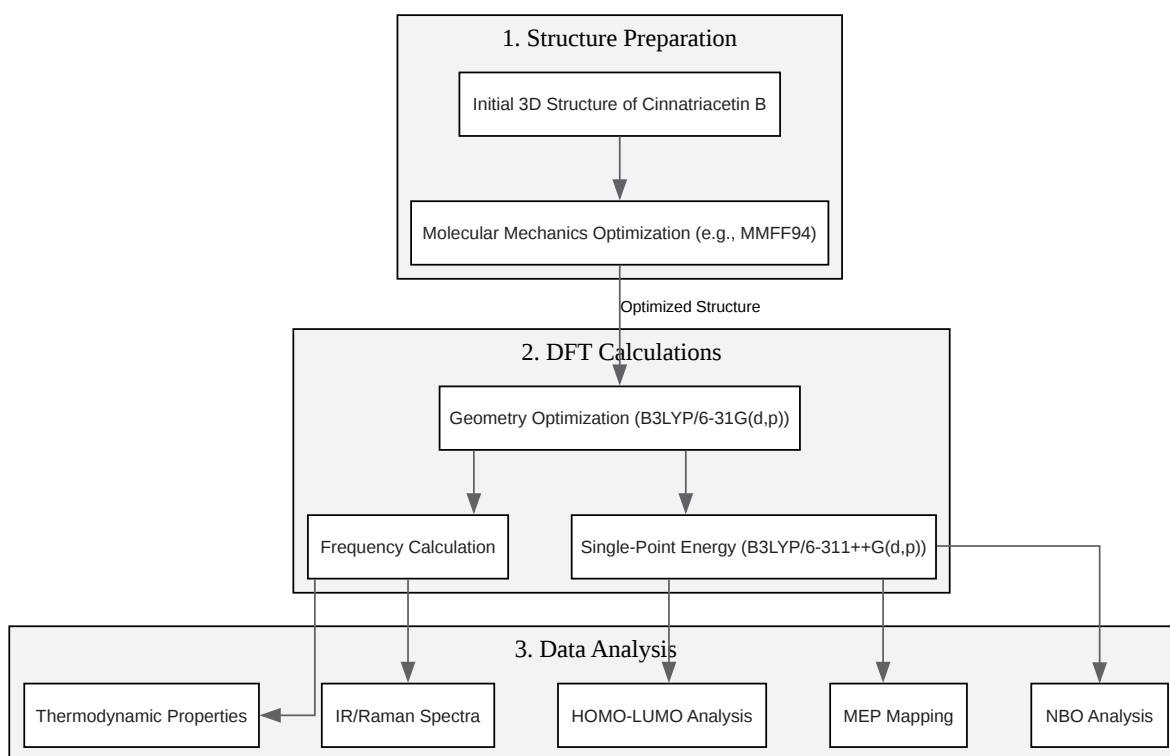 1. Structure Preparation
Initial 3D Structure of Cinnatriacetin B
Molecular Mechanics Optimization (e.g., MMFF94)
Optimized Structure
2. DFT Calculations
Geometry Optimization (B3LYP/6-31G(d,p))
Frequency Calculation
Single-Point Energy (B3LYP/6-311++G(d,p))
3. Data Analysis
Thermodynamic Properties
IR/Raman Spectra
HOMO-LUMO Analysis
MEP Mapping
NBO Analysis